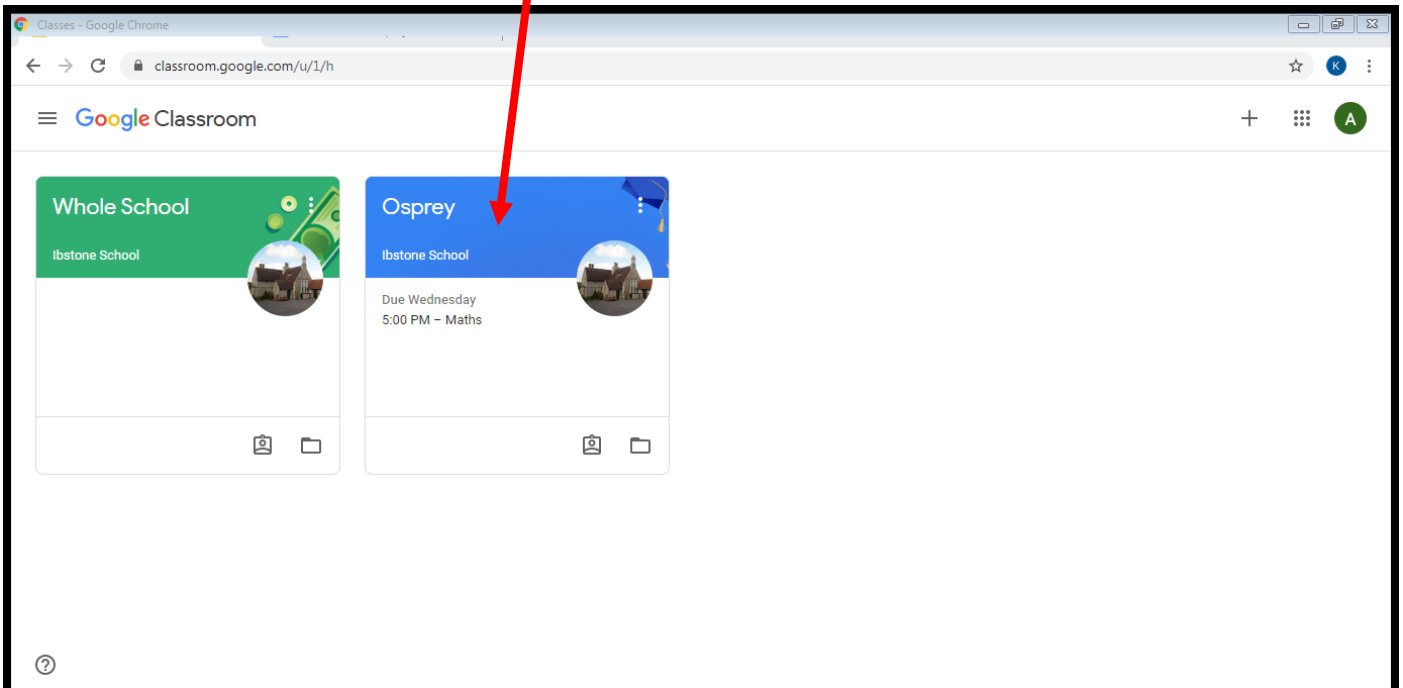 Classes - Google Chrome
classroom.google.com/u/1/h
K
Google Classroom
A
Whole School
Ibstone School
Osprey
Ibstone School
Due Wednesday
5:00 PM – Maths